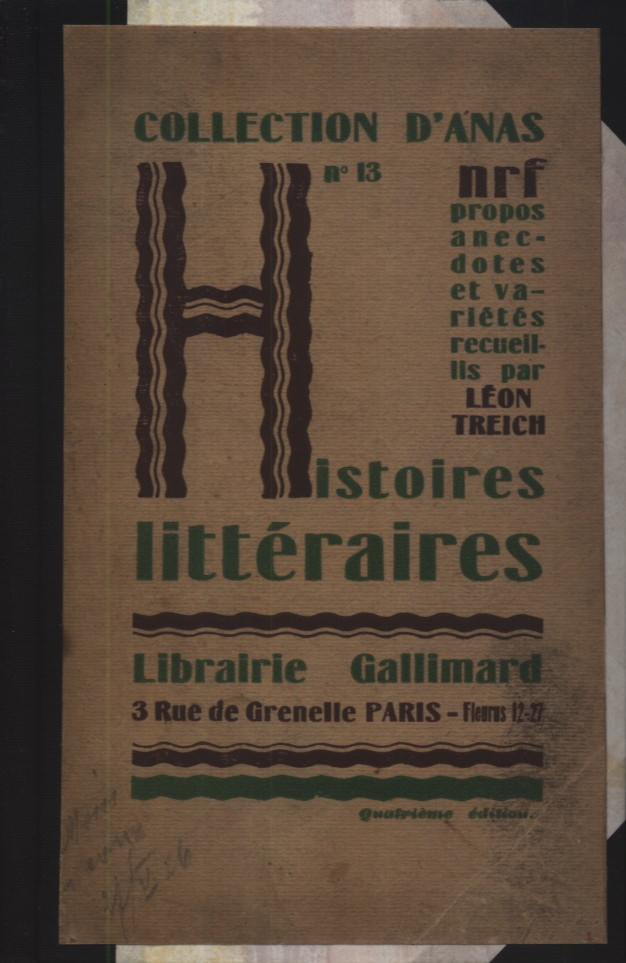 COLLECTION D'ANAS
nº 13
nrf
propos
anec-
dotes
et va-
riétés
recueil-
lis par
LÉON
TREICH
Histoires
littéraires
Librairie Gallimard
3 Rue de Grenelle PARIS - Fleurus 12-27
Quatrième édition.